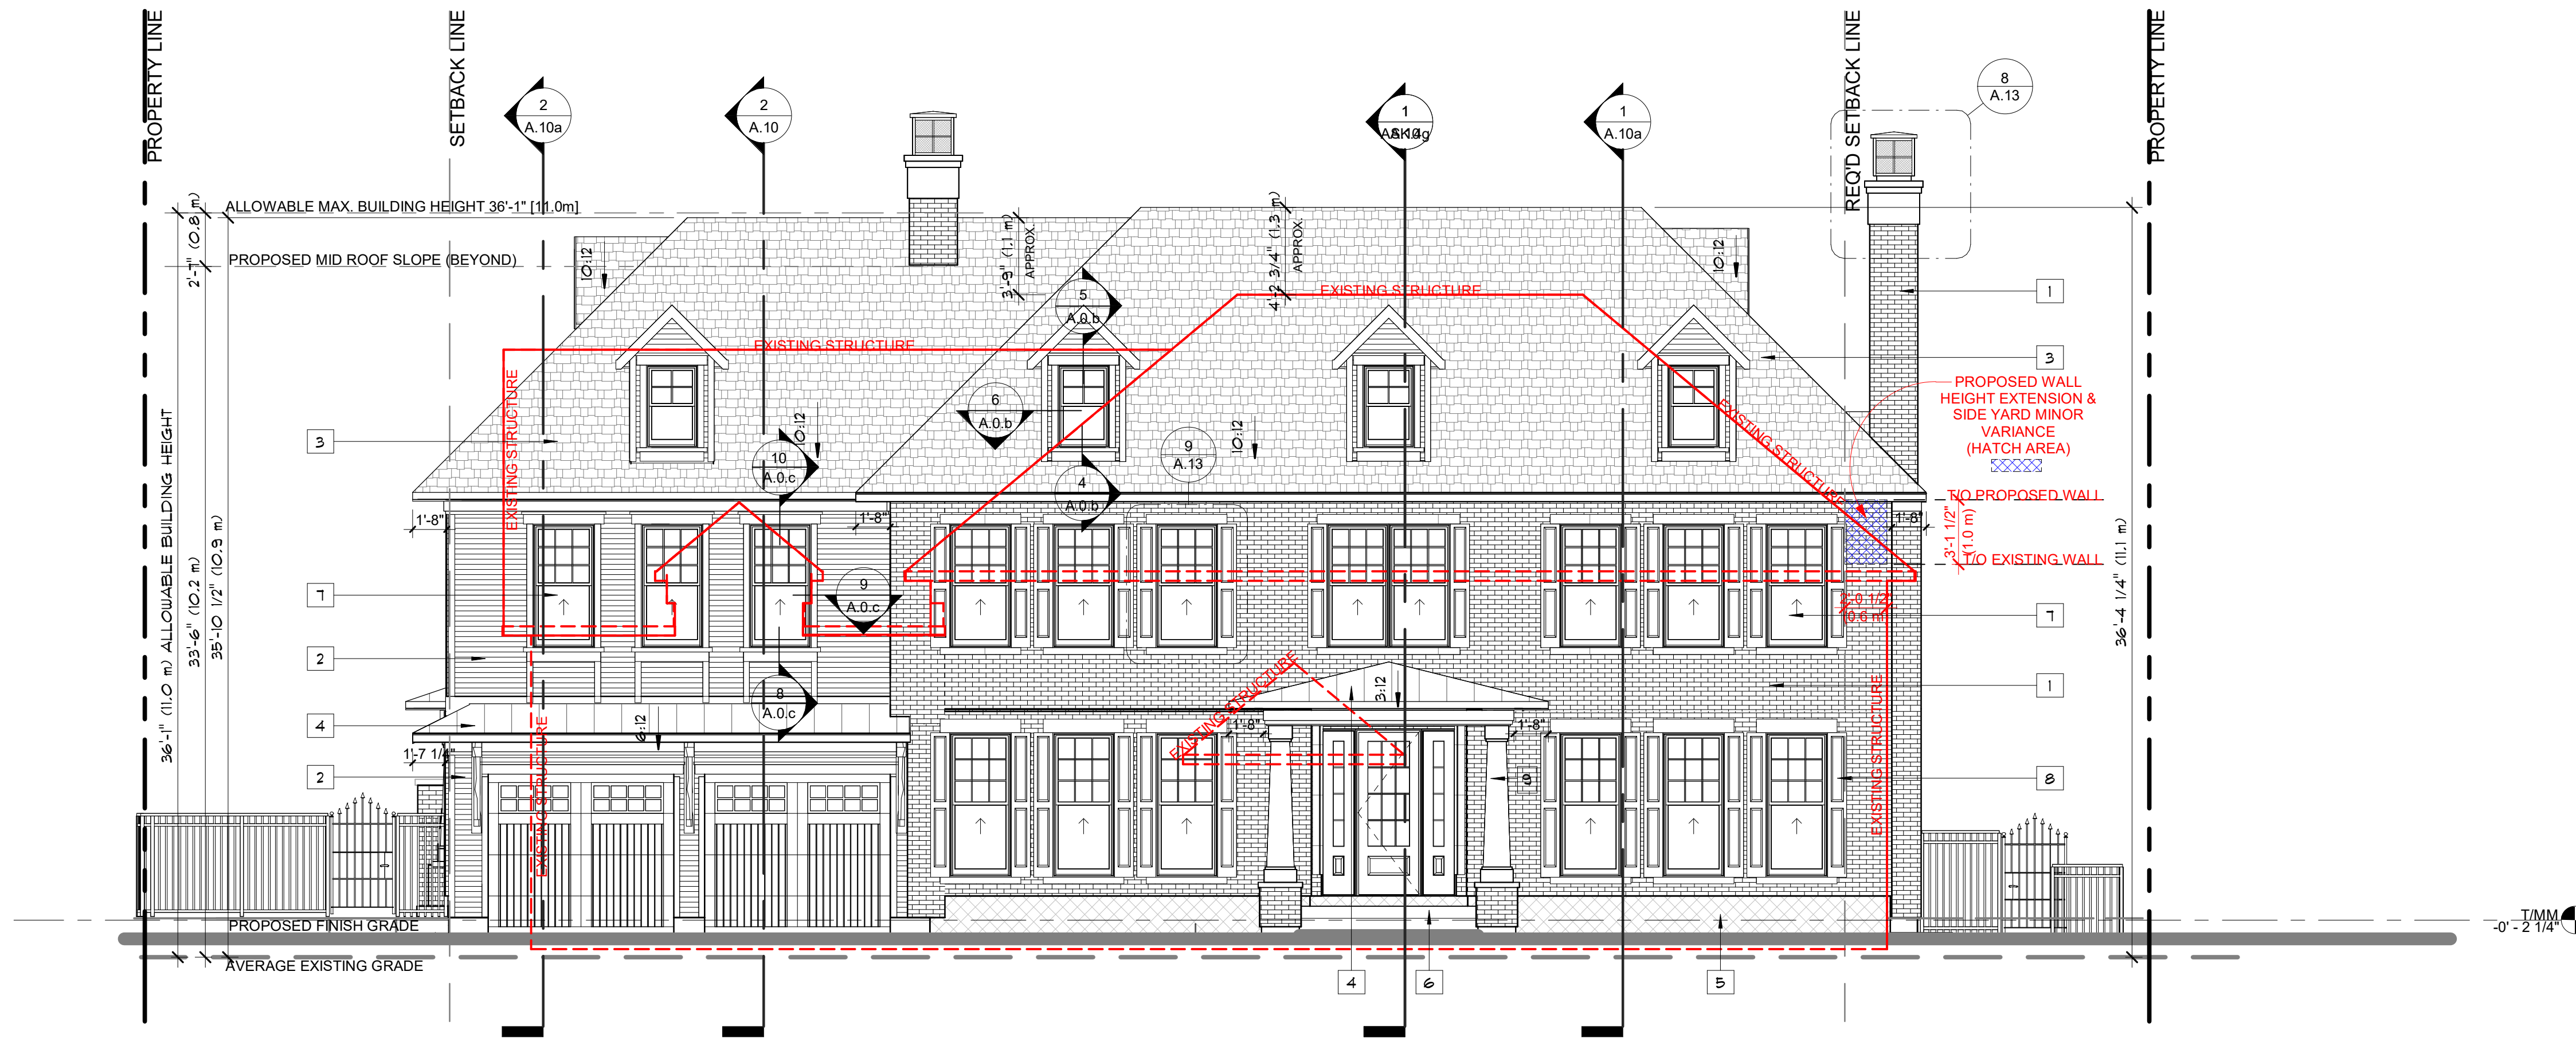 PROPERTY LINE
SETBACK LINE
REQ'D SETBACK LINE
PROPERTY LINE
2
A.10a
2
A.10
1
1
A.10a
8
A.13
ALLOWABLE MAX. BUILDING HEIGHT 36'-1" [11.0m]
PROPOSED MID ROOF SLOPE (BEYOND)
2'-7" (0.8 m)
36'-1" (11.0 m) ALLOWABLE BUILDING HEIGHT
33'-6" (10.2 m)
35'-10 1/2" (10.9 m)
10:12
3'-9" (1.1 m)
APPROX.
4'-2 3/4" (1.3 m)
APPROX.
10:12
1
EXISTING STRUCTURE
5
A.0.b
EXISTING STRUCTURE
3
PROPOSED WALL
HEIGHT EXTENSION &
SIDE YARD MINOR
VARIANCE
(HATCH AREA)
EXISTING STRUCTURE
EXISTING STRUCTURE
6
A.0.b
3
10:12
10:12
10
A.0.c
9
A.13
4
A.0.b
T/O PROPOSED WALL
1'-8"
1'-8"
1'-8"
3'-1 1/2"
(1.0 m)
T/O EXISTING WALL
36'-4 1/4" (11.1 m)
7
9
A.0.c
2'-0 1/2"
(0.6 m)
7
2
8
A.0.c
EXISTING STRUCTURE
3:12
1
4
6:12
1'-8"
1'-8"
EXISTING STRUCTURE
EXISTING STRUCTURE
1'-7 1/4"
2
8
PROPOSED FINISH GRADE
T/MM
-0' - 2 1/4"
AVERAGE EXISTING GRADE
4
6
5